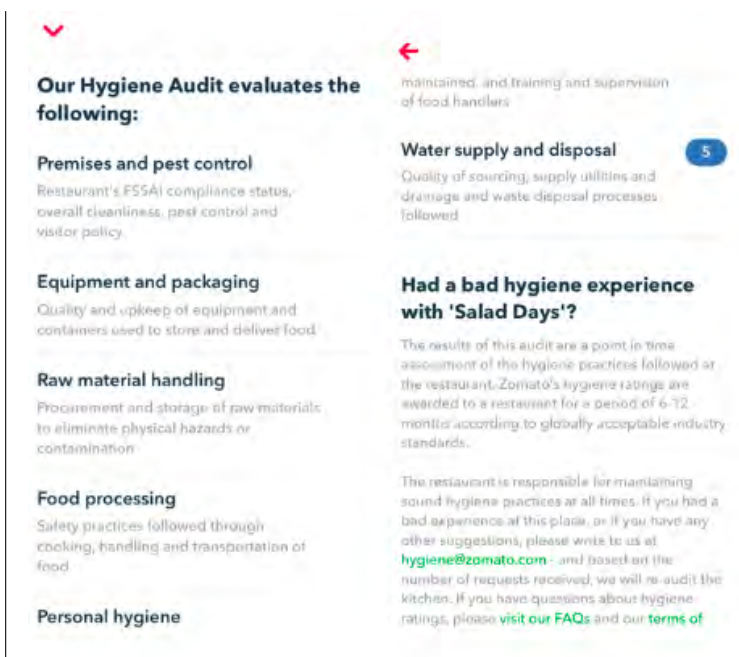 Our Hygiene Audit evaluates the
following:
Premises and pest control
Restaurant's FSSAI compliance status,
overall cleanliness, pest control and
visitor policy
Equipment and packaging
Quality and upkeep of equipment and
containers used to store and deliver food
Raw material handling
Procurement and storage of raw materials
to eliminate physical hazards or
contamination
Food processing
Safety practices followed through
cooking, handling and transportation of
food
Personal hygiene
maintained, and training and supervision
of food handlers
Water supply and disposal
5
Quality of sourcing, supply utilities and
drainage and waste disposal processes
followed
Had a bad hygiene experience
with 'Salad Days'?
The results of this audit are a point in time
assessment of the hygiene practices followed at
the restaurant. Zomato's hygiene ratings are
awarded to a restaurant for a period of 6-12
months according to globally acceptable industry
standards.
The restaurant is responsible for maintaining
sound hygiene practices at all times. If you had a
bad experience at this place, or if you have any
other suggestions, please write to us at
hygiene@zomato.com - and based on the
number of requests received, we will re-audit the
kitchen. If you have questions about hygiene
ratings, please visit our FAQs and our terms of